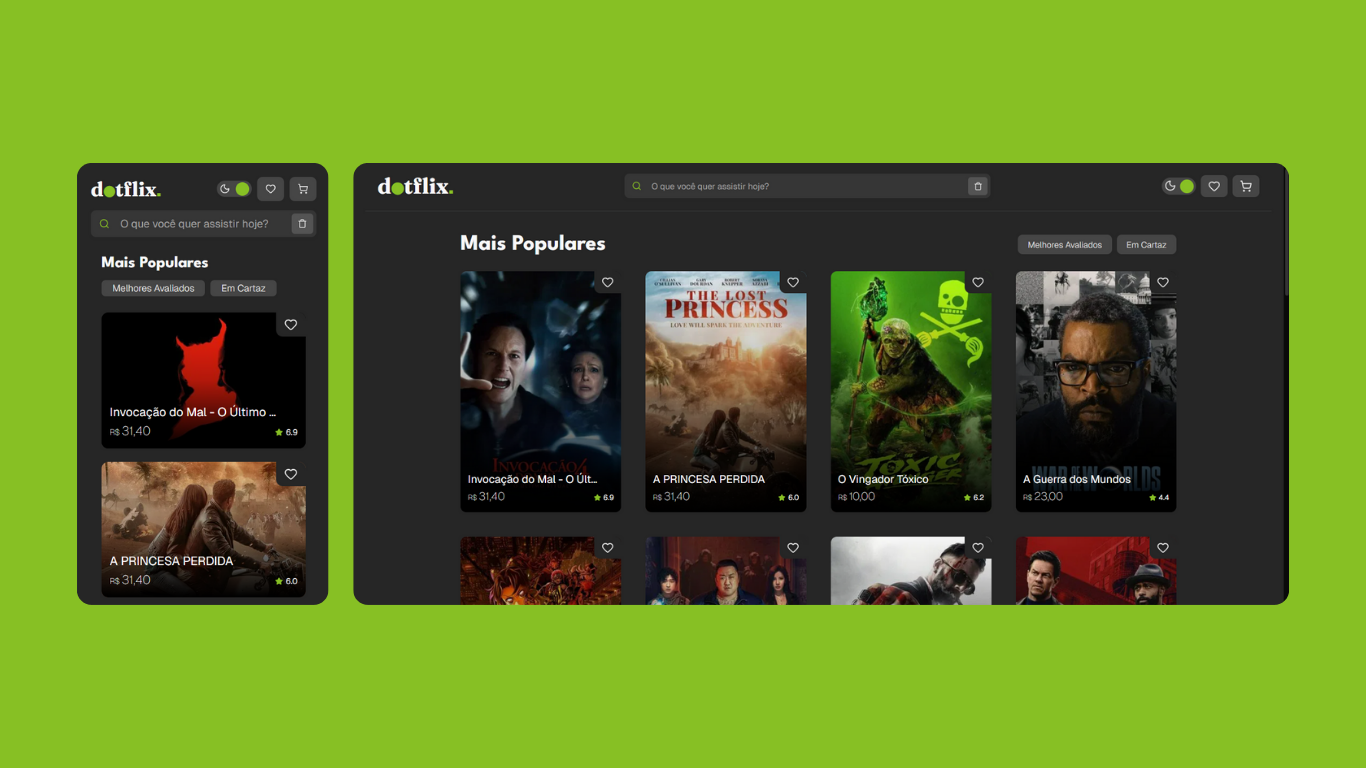 dotflix.
O que você quer assistir hoje?
Mais Populares
Melhores Avaliados
Em Cartaz
Invocação do Mal - O Último ...
R$ 31,40
6.9
A PRINCESA PERDIDA
R$ 31,40
6.0
dotflix.
O que você quer assistir hoje?
Mais Populares
Melhores Avaliados
Em Cartaz
INVOCAÇÃO 4
Invocação do Mal - O Últ...
R$ 31,40
6.9
THE LOST
PRINCESS
LOVE WILL SPARK THE ADVENTURE
A PRINCESA PERDIDA
R$ 31,40
6.0
TOXIC
O Vingador Tóxico
R$ 10,00
6.2
WAR OF THE WORLDS
A Guerra dos Mundos
R$ 23,00
4.4